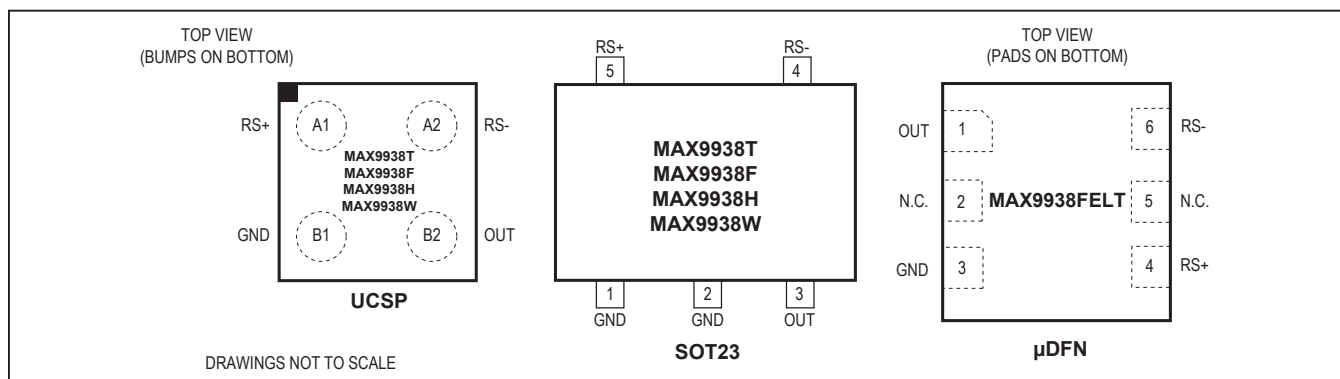 TOP VIEW
(BUMPS ON BOTTOM)
RS+
A1
A2
RS-
MAX9938T
MAX9938F
MAX9938H
MAX9938W
GND
B1
B2
OUT
UCSP
DRAWINGS NOT TO SCALE
RS+
RS-
5
4
MAX9938T
MAX9938F
MAX9938H
MAX9938W
1
2
3
GND
GND
OUT
SOT23
TOP VIEW
(PADS ON BOTTOM)
OUT
1
6
RS-
N.C.
2
MAX9938FELT
5
N.C.
GND
3
4
RS+
µDFN